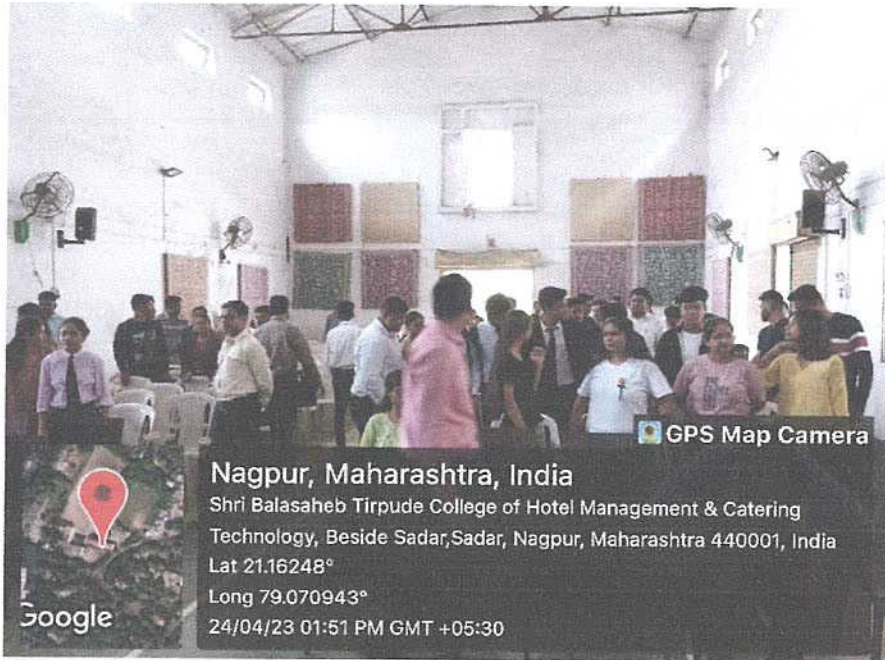 GPS Map Camera
Nagpur, Maharashtra, India
Shri Balasaheb Tirpude College of Hotel Management & Catering
Technology, Beside Sadar,Sadar, Nagpur, Maharashtra 440001, India
Lat 21.16248°
Long 79.070943°
24/04/23 01:51 PM GMT +05:30
Google